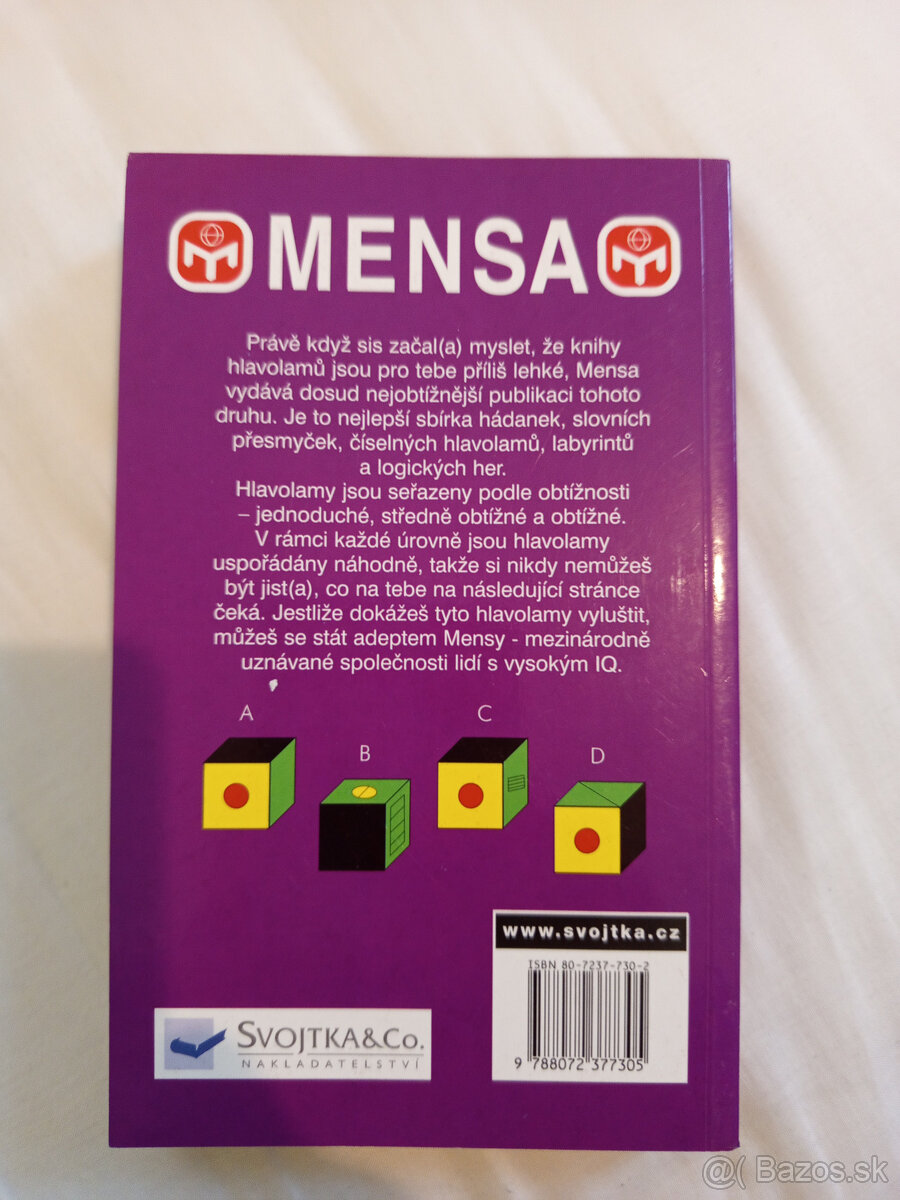 MENSA
Právě když sis začal(a) myslet, že knihy
hlavolamů jsou pro tebe příliš lehké, Mensa
vydává dosud nejobtížnější publikaci tohoto
druhu. Je to nejlepší sbírka hádanek, slovních
přesmyček, číselných hlavolamů, labyrintů
a logických her.
Hlavolamy jsou seřazeny podle obtížnosti
– jednoduché, středně obtížné a obtížné.
V rámci každé úrovně jsou hlavolamy
uspořádány náhodně, takže si nikdy nemůžeš
být jist(a), co na tebe na následující stránce
čeká. Jestliže dokážeš tyto hlavolamy vyluštit,
můžeš se stát adeptem Mensy - mezinárodně
uznávané společnosti lidí s vysokým IQ.
A
B
C
D
www.svojtka.cz
ISBN 80-7237-730-2
9 788072 377305
SVOJTKA&CO.
NAKLADATELSTVÍ
@( Bazos.sk